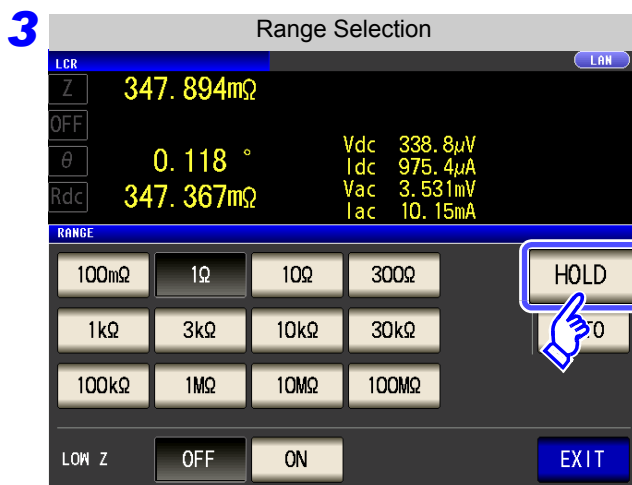 3
Range Selection
LCR
LAN
Z 347.894mΩ
OFF
θ 0.118 °
Rdc 347.367mΩ
Vdc 338.8μV
Idc 975.4μA
Vac 3.531mV
Iac 10.15mA
RANGE
100mΩ 1Ω 10Ω 300Ω HOLD
1kΩ 3kΩ 10kΩ 30kΩ
100kΩ 1MΩ 10MΩ 100MΩ
LOW Z OFF ON EXIT